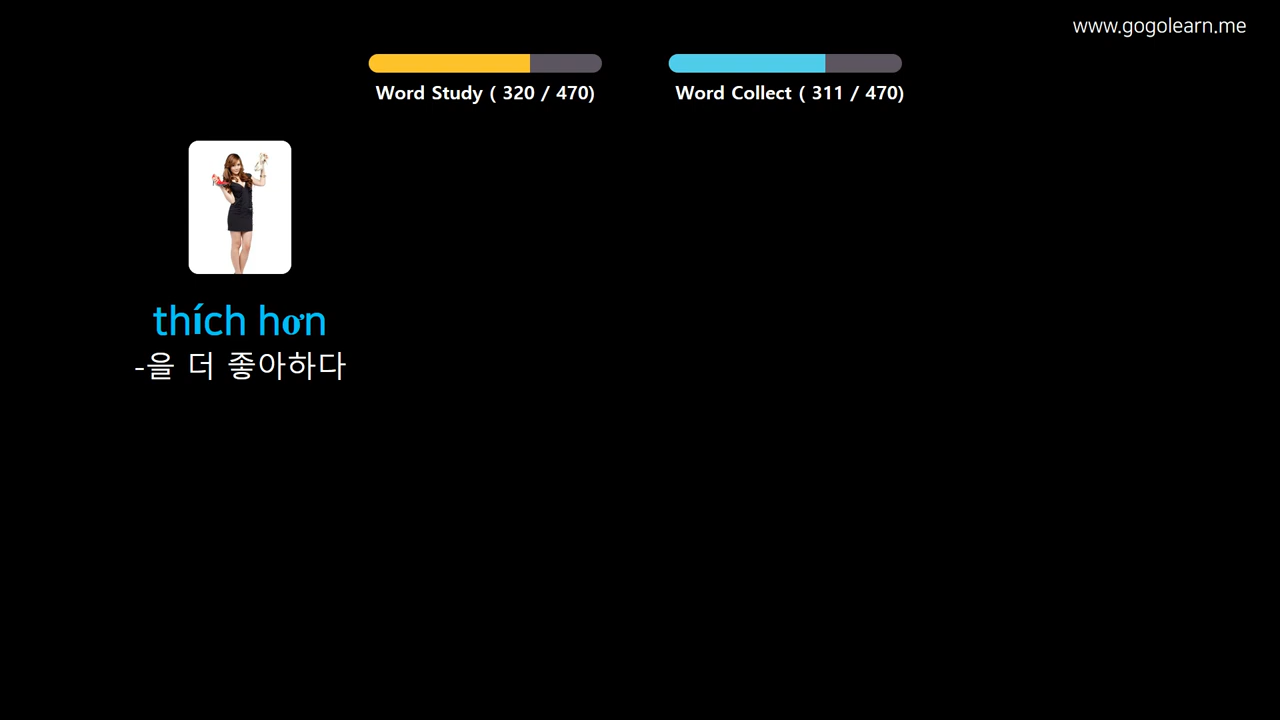 www.gogolearn.me
Word Study ( 320 / 470)
Word Collect ( 311 / 470)
thích hơn
-을 더 좋아하다